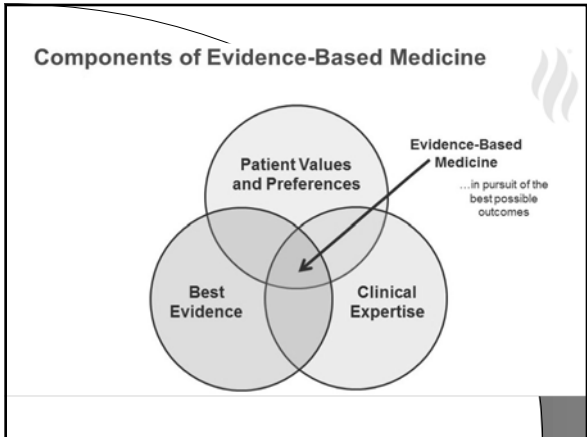 Components of Evidence-Based Medicine
Evidence-Based
Medicine
…in pursuit of the
best possible
outcomes
Patient Values
and Preferences
Best
Evidence
Clinical
Expertise